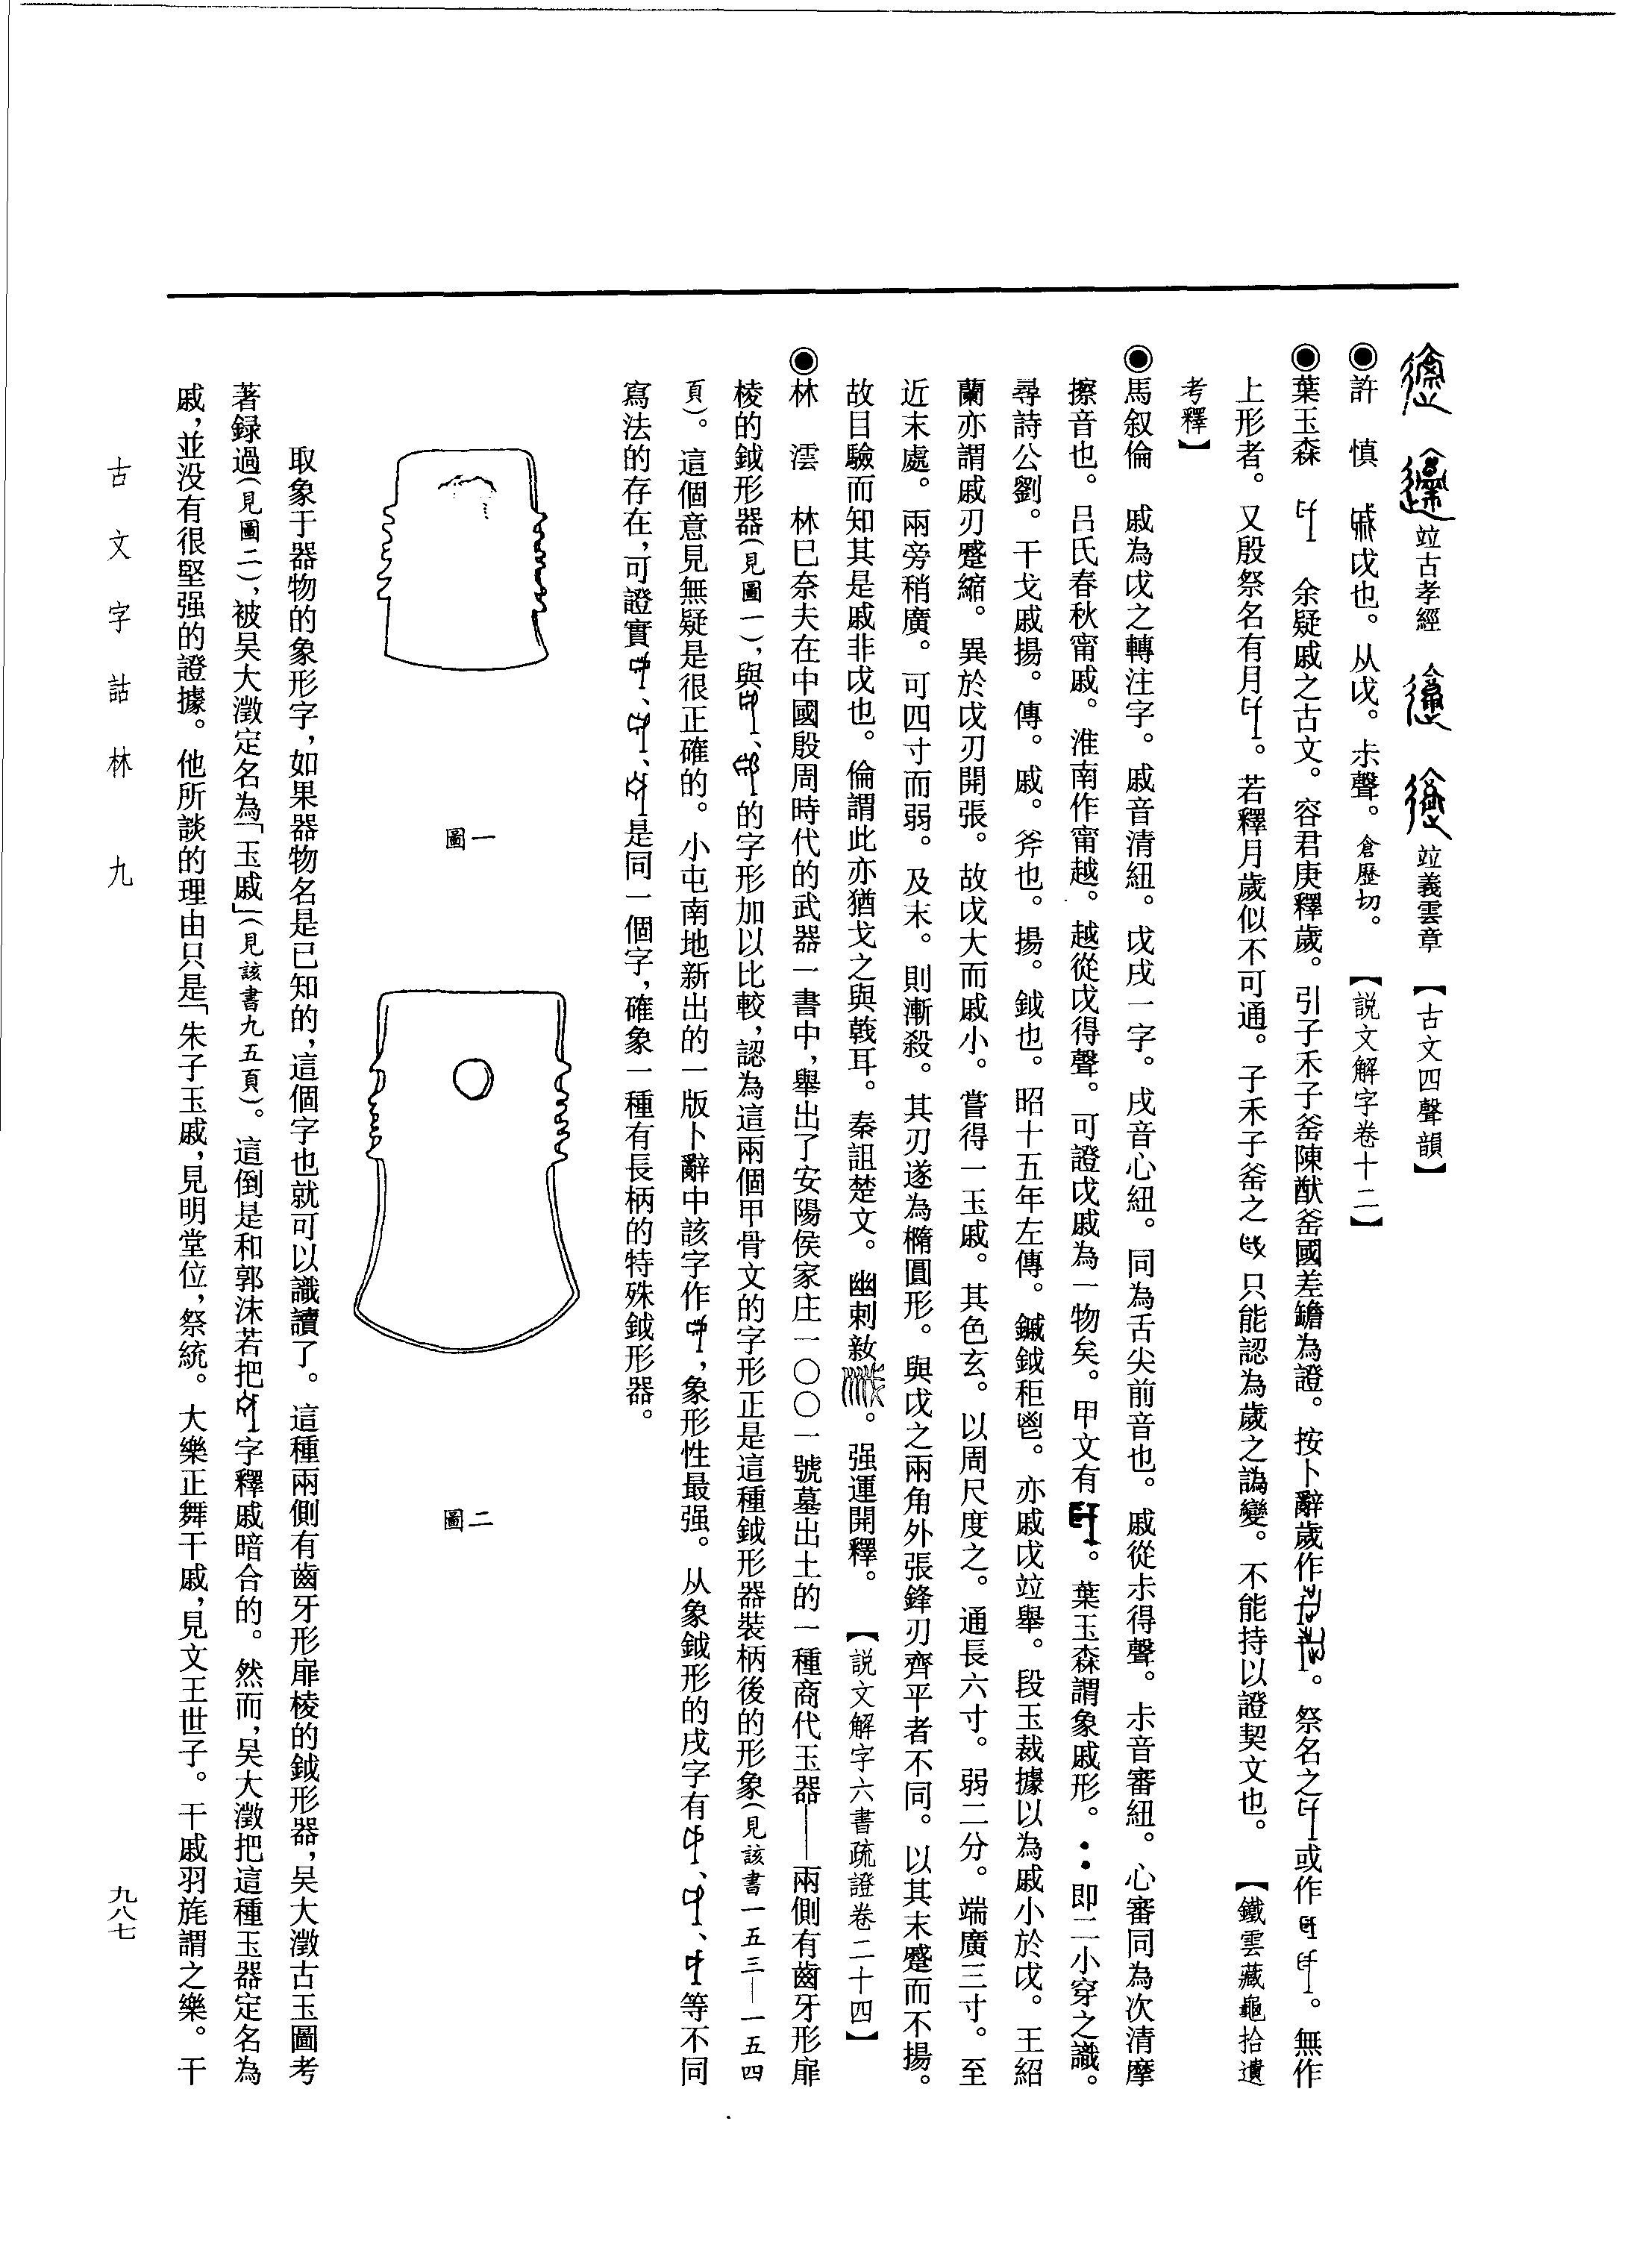 竝古孝經　竝義雲章　【古文四聲韻】
◉許　慎　戚戉也。从戉。尗聲。倉歷切。【説文解字卷十二】
◉葉玉森　余疑戚之古文。容君庚釋歲。引子禾子釜陳猷釜國差𦉜為證。按卜辭歲作。祭名之或作。無作
上形者。又殷祭名有月。若釋月歲似不可通。子禾子釜之只能認為歲之譌變。不能持以證契文也。【鐵雲藏龜拾遺
考釋】
◉馬叙倫　戚為戉之轉注字。戚音清紐。戉戌一字。戌音心紐。同為舌尖前音也。戚從尗得聲。尗音審紐。心審同為次清摩
擦音也。吕氏春秋甯戚。淮南作甯越。越從戉得聲。可證戉戚為一物矣。甲文有。葉玉森謂象戚形。：即二小穿之識。
尋詩公劉。干戈戚揚。傳。戚。斧也。揚。鉞也。昭十五年左傳。鏚鉞秬鬯。亦戚戉竝舉。段玉裁據以為戚小於戉。王紹
蘭亦謂戚刃蹙縮。異於戉刃開張。故戉大而戚小。嘗得一玉戚。其色玄。以周尺度之。通長六寸。弱二分。端廣三寸。至
近末處。兩旁稍廣。可四寸而弱。及末。則漸殺。其刃遂為橢圓形。與戉之兩角外張鋒刃齊平者不同。以其末蹙而不揚。
故目驗而知其是戚非戉也。倫謂此亦猶戈之與戟耳。秦詛楚文。幽刺㜣。强運開釋。【説文解字六書疏證卷二十四】
◉林　澐　林巳奈夫在中國殷周時代的武器一書中，舉出了安陽侯家庄一〇〇一號墓出土的一種商代玉器——兩側有齒牙形扉
棱的鉞形器（見圖一），與、的字形加以比較，認為這兩個甲骨文的字形正是這種鉞形器裝柄後的形象（見該書一五三—一五四
頁）。這個意見無疑是很正確的。小屯南地新出的一版卜辭中該字作，象形性最强。从象鉞形的戌字有、、等不同
寫法的存在，可證實、、是同一個字，確象一種有長柄的特殊鉞形器。
圖一
圖二
取象于器物的象形字，如果器物名是已知的，這個字也就可以識讀了。這種兩側有齒牙形扉棱的鉞形器，吴大澂古玉圖考
著録過（見圖二），被吴大澂定名為「玉戚」（見該書九五頁）。這倒是和郭沫若把字釋戚暗合的。然而，吴大澂把這種玉器定名為
戚，並没有很堅强的證據。他所談的理由只是「朱子玉戚，見明堂位，祭統。大樂正舞干戚，見文王世子。干戚羽旄謂之樂。干
古文字詁林　九
九八七